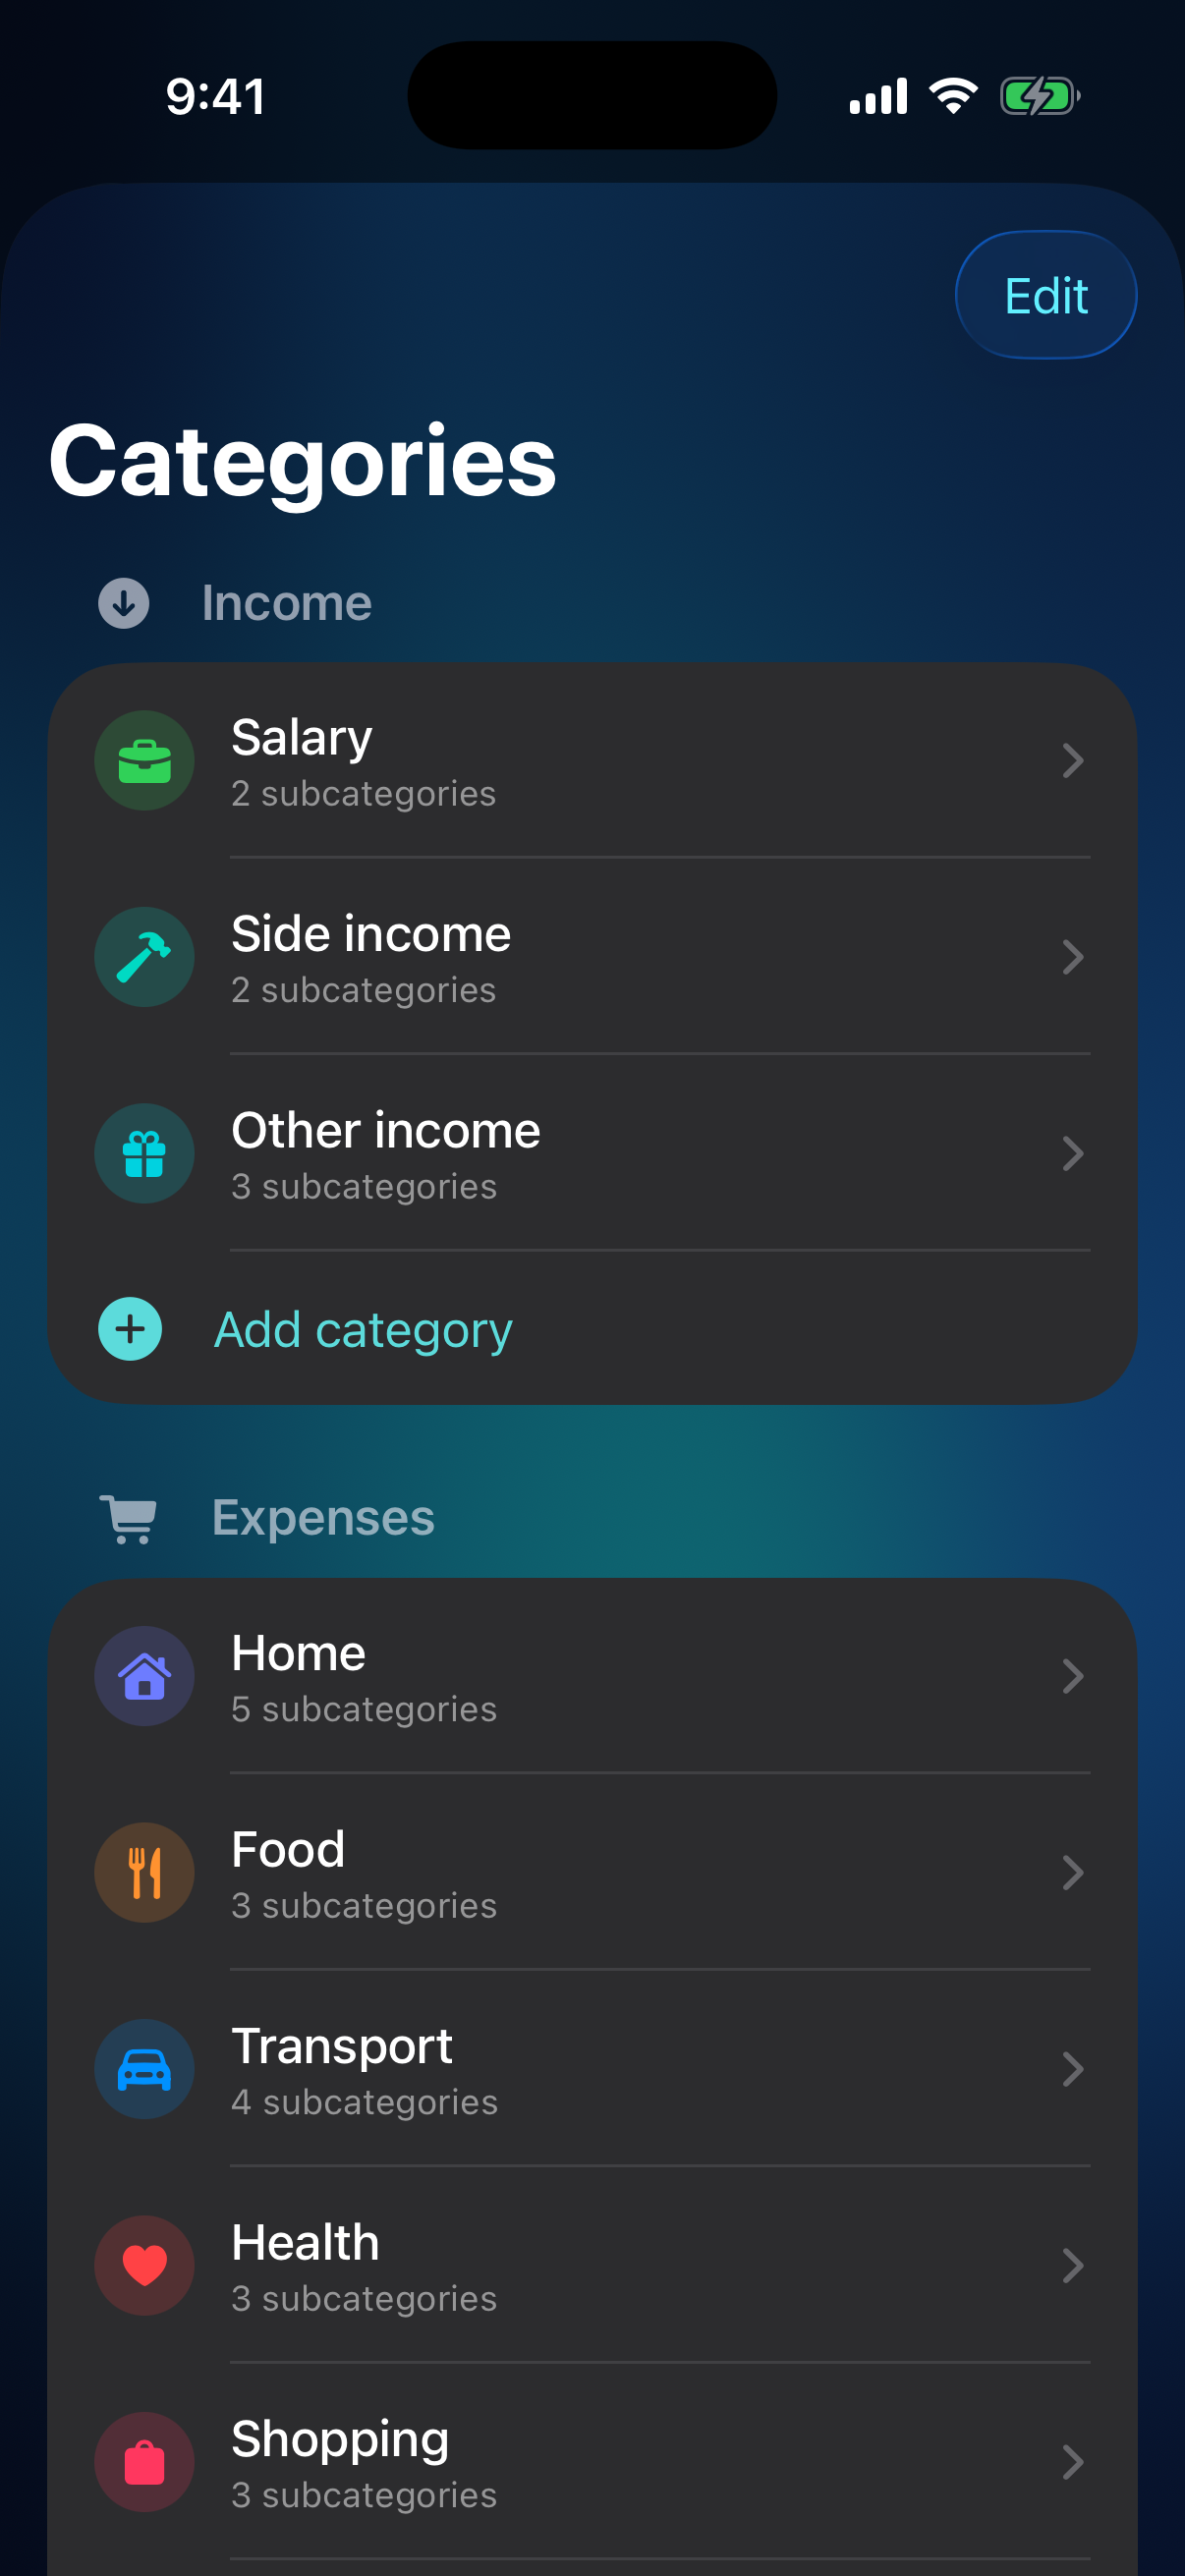 9:41
Edit
Categories
Income
Salary
2 subcategories
Side income
2 subcategories
Other income
3 subcategories
Add category
Expenses
Home
5 subcategories
Food
3 subcategories
Transport
4 subcategories
Health
3 subcategories
Shopping
3 subcategories